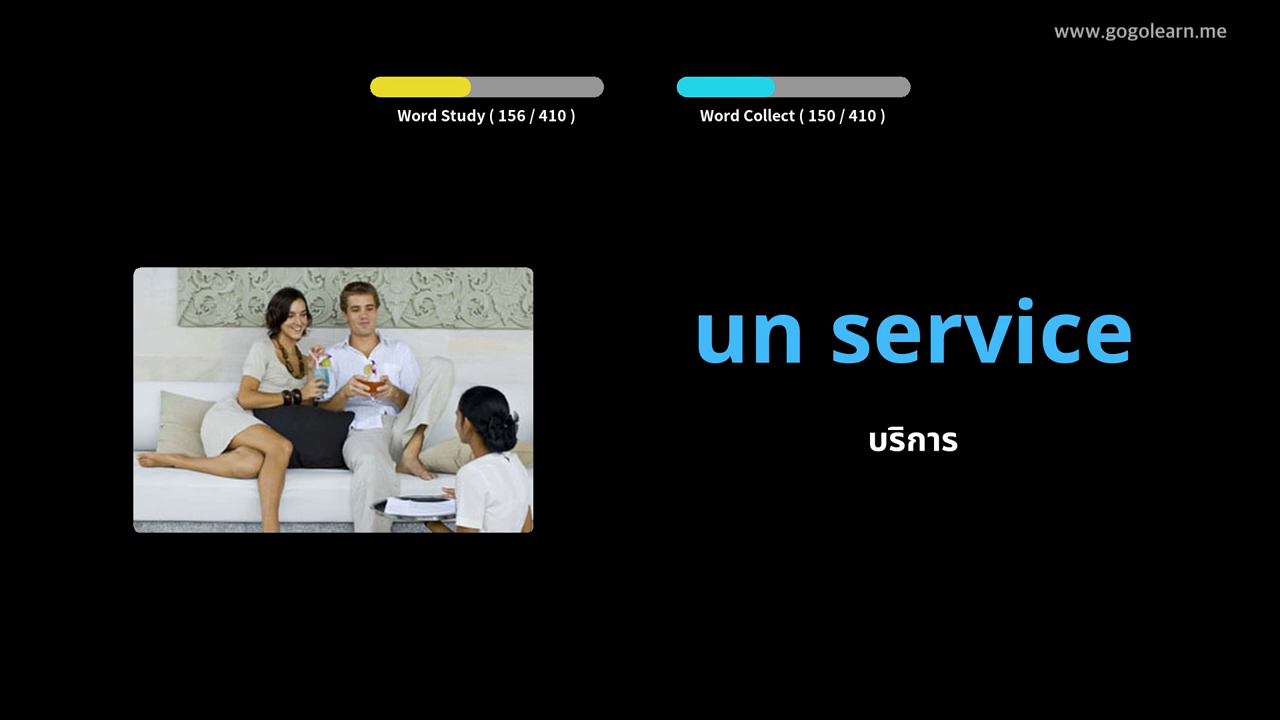 www.gogolearn.me
Word Study ( 156 / 410 )
Word Collect ( 150 / 410 )
un service
บริการ